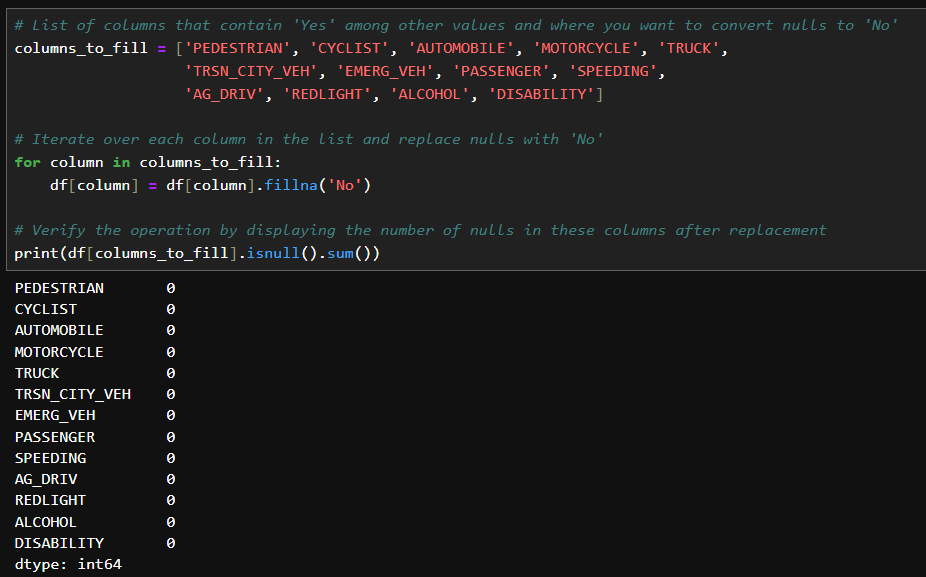 # List of columns that contain 'Yes' among other values and where you want to convert nulls to 'No'
columns_to_fill = ['PEDESTRIAN', 'CYCLIST', 'AUTOMOBILE', 'MOTORCYCLE', 'TRUCK',
                   'TRSN_CITY_VEH', 'EMERG_VEH', 'PASSENGER', 'SPEEDING',
                   'AG_DRIV', 'REDLIGHT', 'ALCOHOL', 'DISABILITY']

# Iterate over each column in the list and replace nulls with 'No'
for column in columns_to_fill:
    df[column] = df[column].fillna('No')

# Verify the operation by displaying the number of nulls in these columns after replacement
print(df[columns_to_fill].isnull().sum())
PEDESTRIAN       0
CYCLIST          0
AUTOMOBILE       0
MOTORCYCLE       0
TRUCK            0
TRSN_CITY_VEH    0
EMERG_VEH        0
PASSENGER        0
SPEEDING         0
AG_DRIV          0
REDLIGHT         0
ALCOHOL          0
DISABILITY       0
dtype: int64